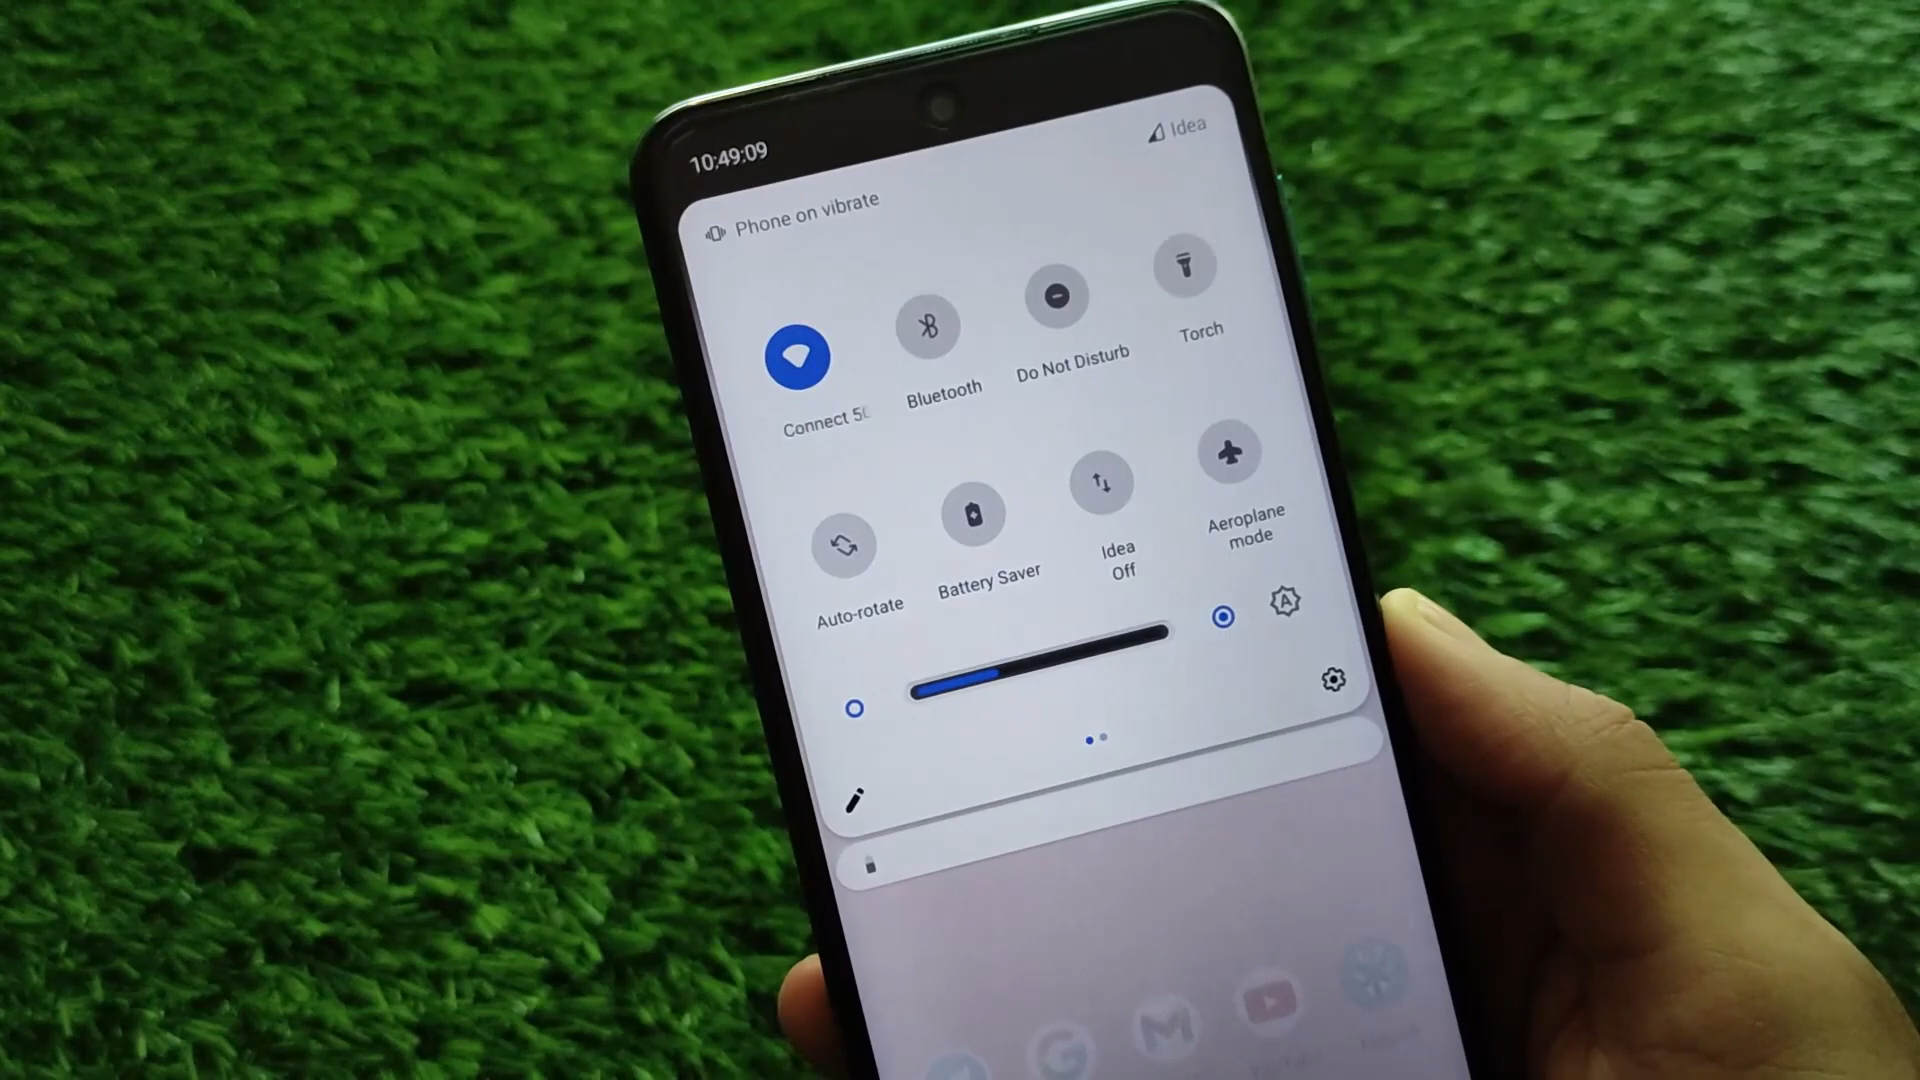 10:49:09
Idea
Phone on vibrate
Connect 5
Bluetooth
Do Not Disturb
Torch
Auto-rotate
Battery Saver
Idea
Off
Aeroplane
mode